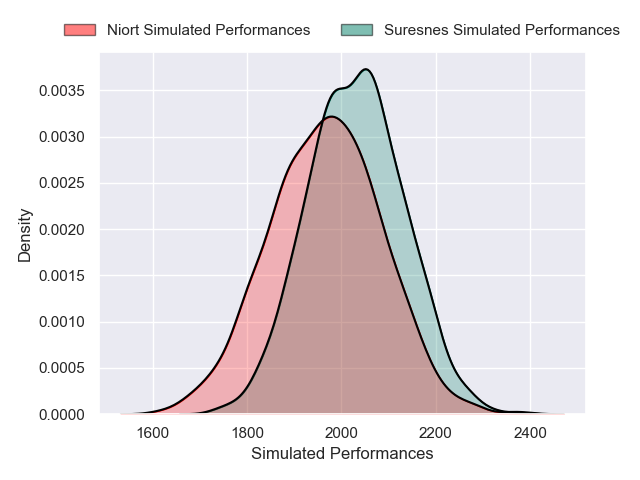 Niort Simulated Performances Suresnes Simulated Performances
0.0035
0.0030
0.0025
0.0020
0.0015
0.0010
0.0005
0.0000
Density
1600 1800 2000 2200 2400
Simulated Performances